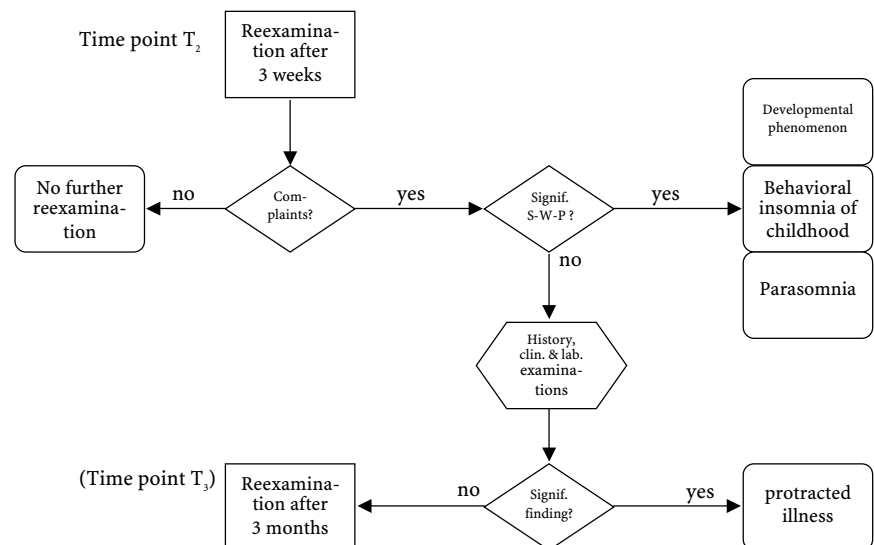 Time point T₂
Reexamina-
tion after
3 weeks
Developmental
phenomenon
No further
reexamina-
tion
no
Com-
plaints?
yes
Signif.
S-W-P ?
yes
Behavioral
insomnia of
childhood
no
Parasomnia
History,
clin. & lab.
examina-
tions
(Time point T₃)
Reexamina-
tion after
3 months
no
Signif.
finding?
yes
protracted
illness